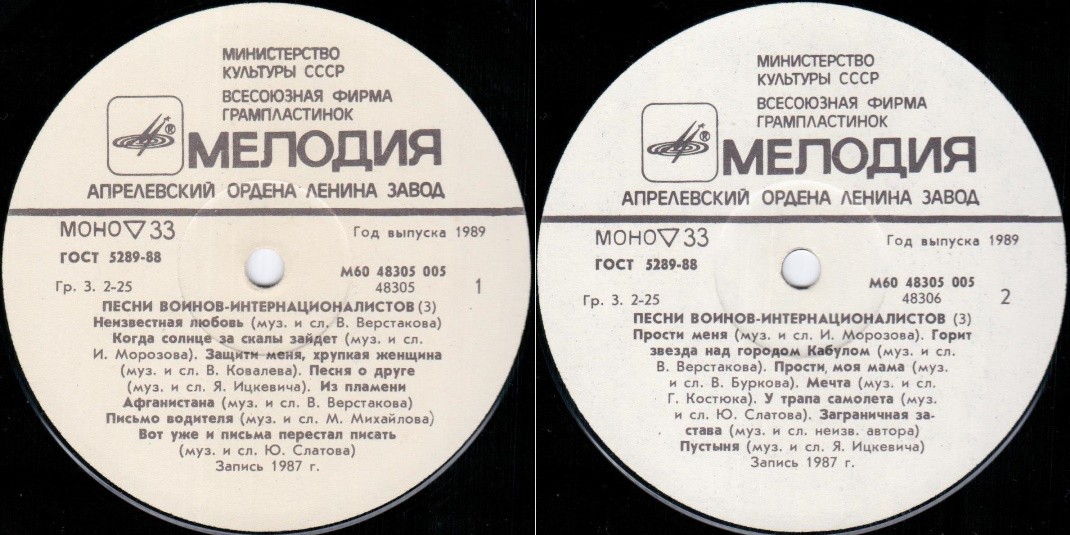 МИНИСТЕРСТВО
КУЛЬТУРЫ СССР
ВСЕСОЮЗНАЯ ФИРМА
ГРАМПЛАСТИНОК
® МЕЛОДИЯ
АПРЕЛЕВСКИЙ ОРДЕНА ЛЕНИНА ЗАВОД
МОНО 33
Год выпуска 1989
ГОСТ 5289-88
М60 48305 005
Гр. 3. 2-25
48305
1
ПЕСНИ ВОИНОВ-ИНТЕРНАЦИОНАЛИСТОВ (3)
Неизвестная любовь (муз. и сл. В. Верстакова)
Когда солнце за скалы зайдет (муз. и сл.
И. Морозова). Защити меня, хрупкая женщина
(муз. и сл. В. Ковалева). Песня о друге
(муз. и сл. Я. Ицкевича). Из пламени
Афганистана (муз. и сл. В. Верстакова)
Письмо водителя (муз. и сл. М. Михайлова)
Вот уже и письма перестал писать
(муз. и сл. Ю. Слатова)
Запись 1987 г.
МИНИСТЕРСТВО
КУЛЬТУРЫ СССР
ВСЕСОЮЗНАЯ ФИРМА
ГРАМПЛАСТИНОК
® МЕЛОДИЯ
АПРЕЛЕВСКИЙ ОРДЕНА ЛЕНИНА ЗАВОД
МОНО 33
Год выпуска 1989
ГОСТ 5289-88
М60 48305 005
Гр. 3. 2-25
48306
2
ПЕСНИ ВОИНОВ-ИНТЕРНАЦИОНАЛИСТОВ (3)
Прости меня (муз. и сл. И. Морозова). Горит
звезда над городом Кабулом (муз. и сл.
В. Верстакова). Прости, моя мама (муз.
и сл. В. Буркова). Мечта (муз. и сл.
Г. Костюка). У трапа самолета (муз.
и сл. Ю. Слатова). Заграничная за-
става (муз. и сл. неизв. автора)
Пустыня (муз. и сл. Я. Ицкевича)
Запись 1987 г.